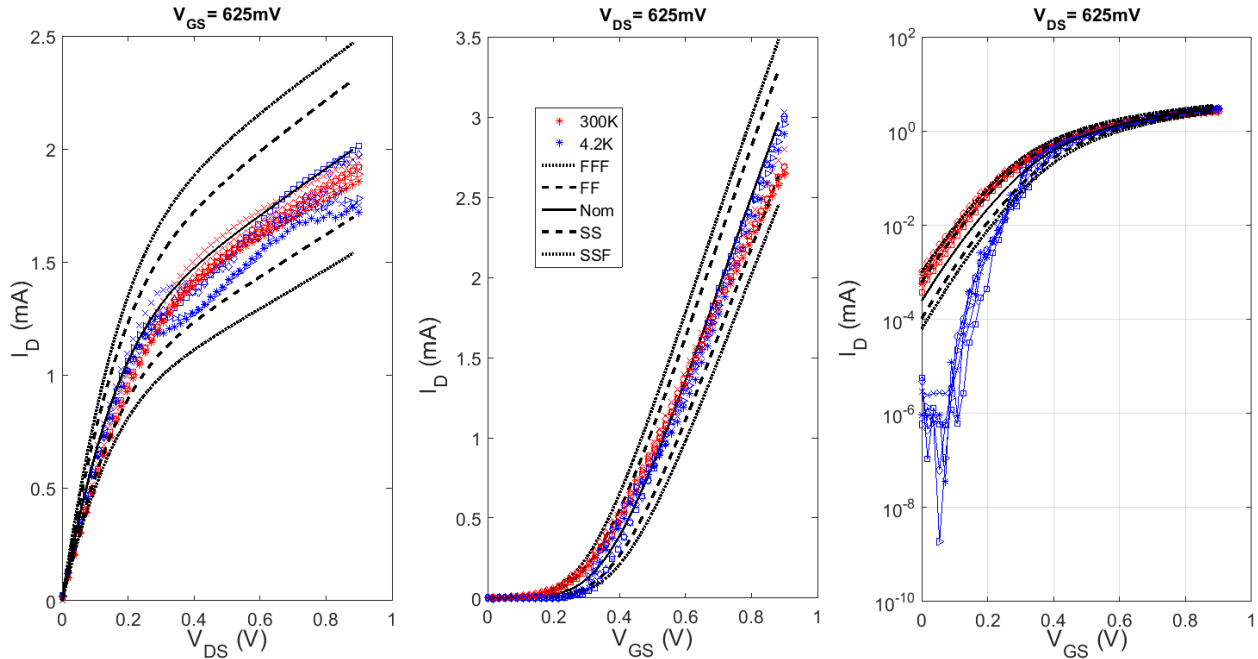 V_GS= 625mV
2.5
2
1.5
1
0.5
0
I_D (mA)
0
0.2
0.4
0.6
0.8
1
V_DS (V)
V_DS= 625mV
3.5
3
2.5
2
1.5
1
0.5
0
I_D (mA)
300K
4.2K
FFF
FF
Nom
SS
SSF
0
0.2
0.4
0.6
0.8
1
V_GS (V)
V_DS= 625mV
10^2
10^0
10^-2
10^-4
10^-6
10^-8
10^-10
I_D (mA)
0
0.2
0.4
0.6
0.8
1
V_GS (V)